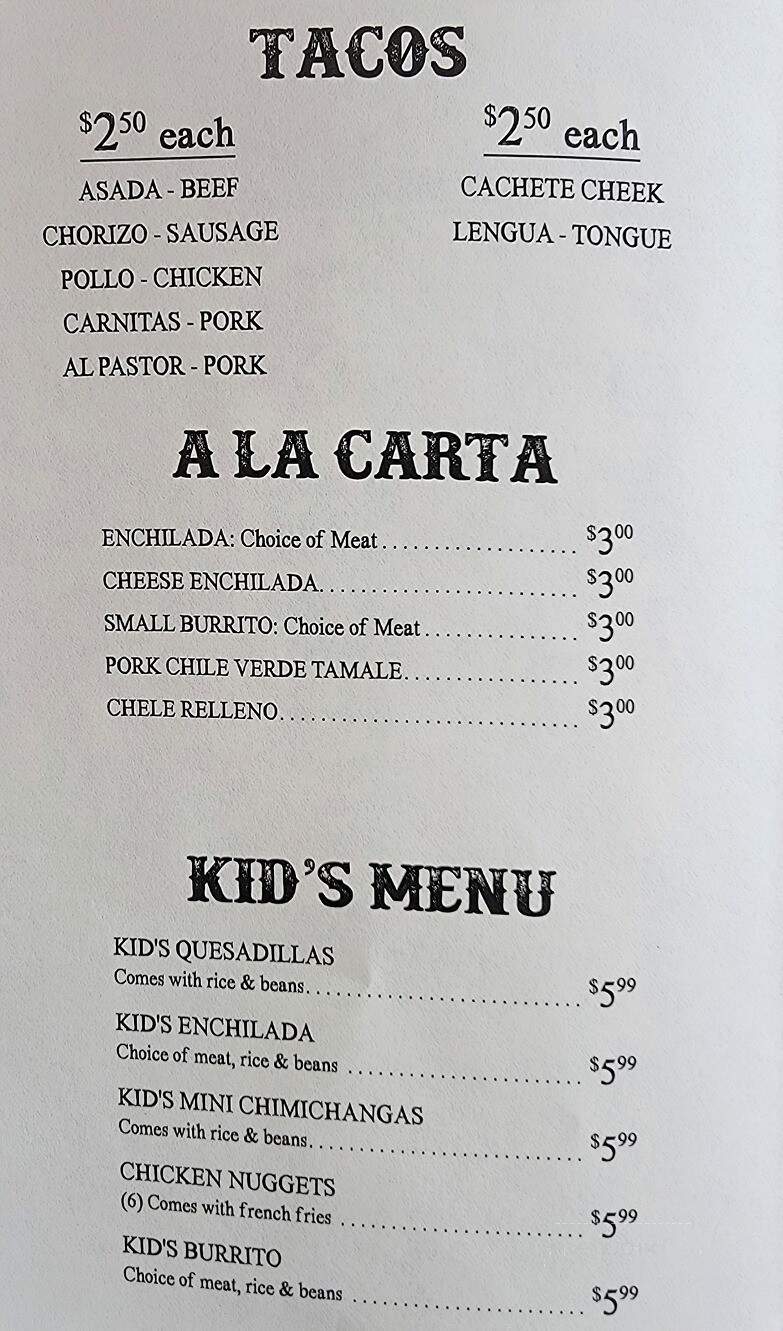 TACOS
$2.50 each
ASADA - BEEF
CHORIZO - SAUSAGE
POLLO - CHICKEN
CARNITAS - PORK
AL PASTOR - PORK
$2.50 each
CACHETE CHEEK
LENGUA - TONGUE
A LA CARTA
ENCHILADA: Choice of Meat................... $3.00
CHEESE ENCHILADA.......................... $3.00
SMALL BURRITO: Choice of Meat............... $3.00
PORK CHILE VERDE TAMALE................. $3.00
CHELE RELLENO............................. $3.00
KID'S MENU
KID'S QUESADILLAS
Comes with rice & beans........................... $5.99
KID'S ENCHILADA
Choice of meat, rice & beans ....................... $5.99
KID'S MINI CHIMICHANGAS
Comes with rice & beans........................... $5.99
CHICKEN NUGGETS
(6) Comes with french fries ........................ $5.99
KID'S BURRITO
Choice of meat, rice & beans ....................... $5.99